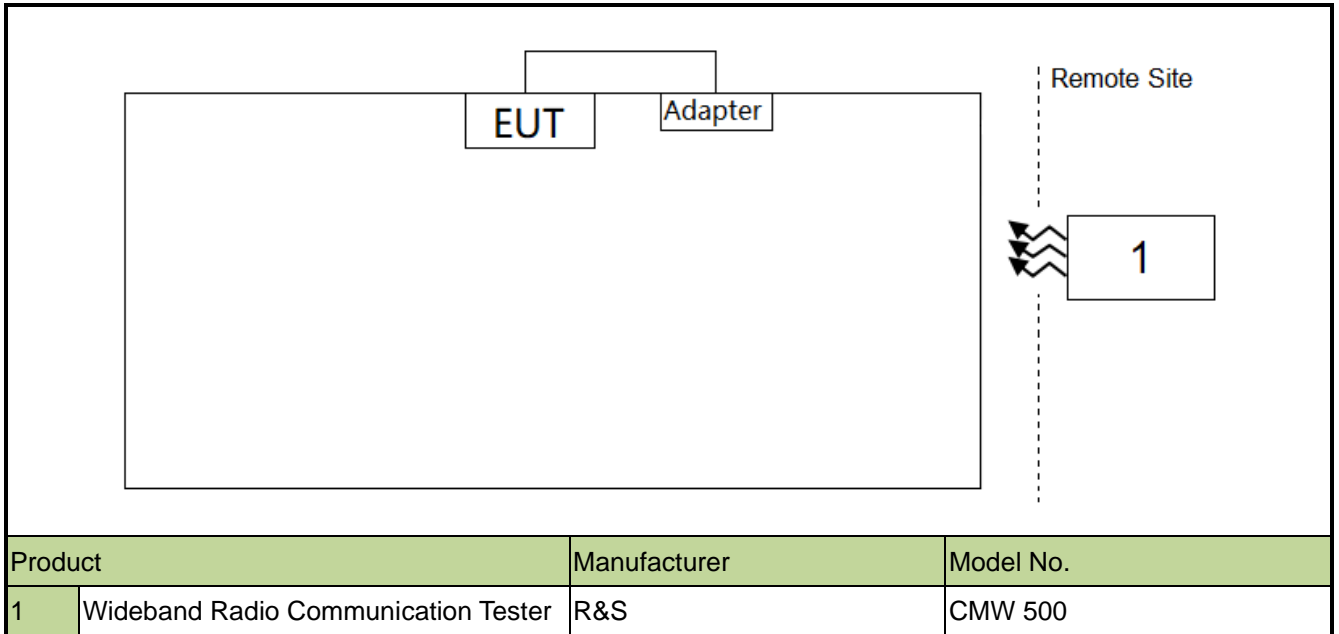 Remote Site
EUT
Adapter
1
Product Manufacturer Model No.
1 Wideband Radio Communication Tester R&S CMW 500